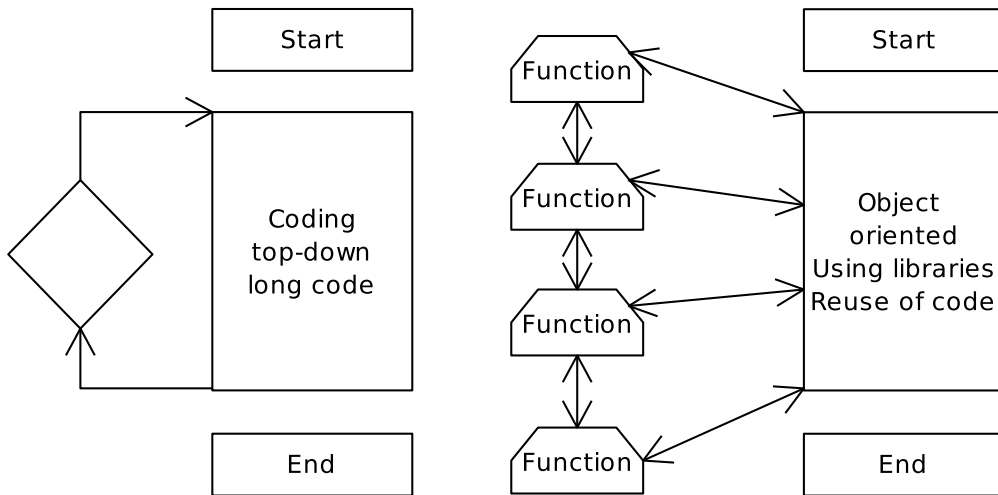 Start
Coding
top-down
long code
End
Function
Function
Function
Function
Start
Object
oriented
Using libraries
Reuse of code
End